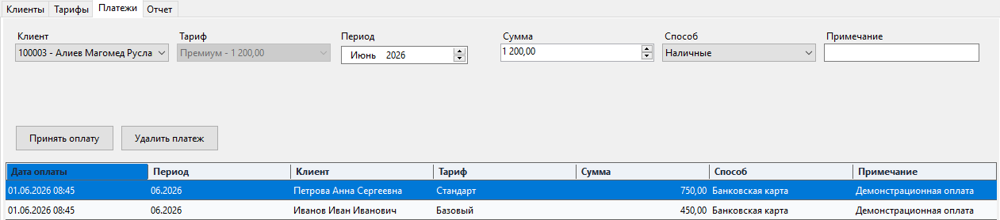 Клиенты Тарифы Платежи Отчет
Клиент Тариф Период Сумма Способ Примечание
100003 - Алиев Магомед Русла Премиум - 1 200,00 Июнь 2026 1 200,00 Наличные
Принять оплату Удалить платеж
Дата оплаты Период Клиент Тариф Сумма Способ Примечание
01.06.2026 08:45 06.2026 Петрова Анна Сергеевна Стандарт 750,00 Банковская карта Демонстрационная оплата
01.06.2026 08:45 06.2026 Иванов Иван Иванович Базовый 450,00 Банковская карта Демонстрационная оплата